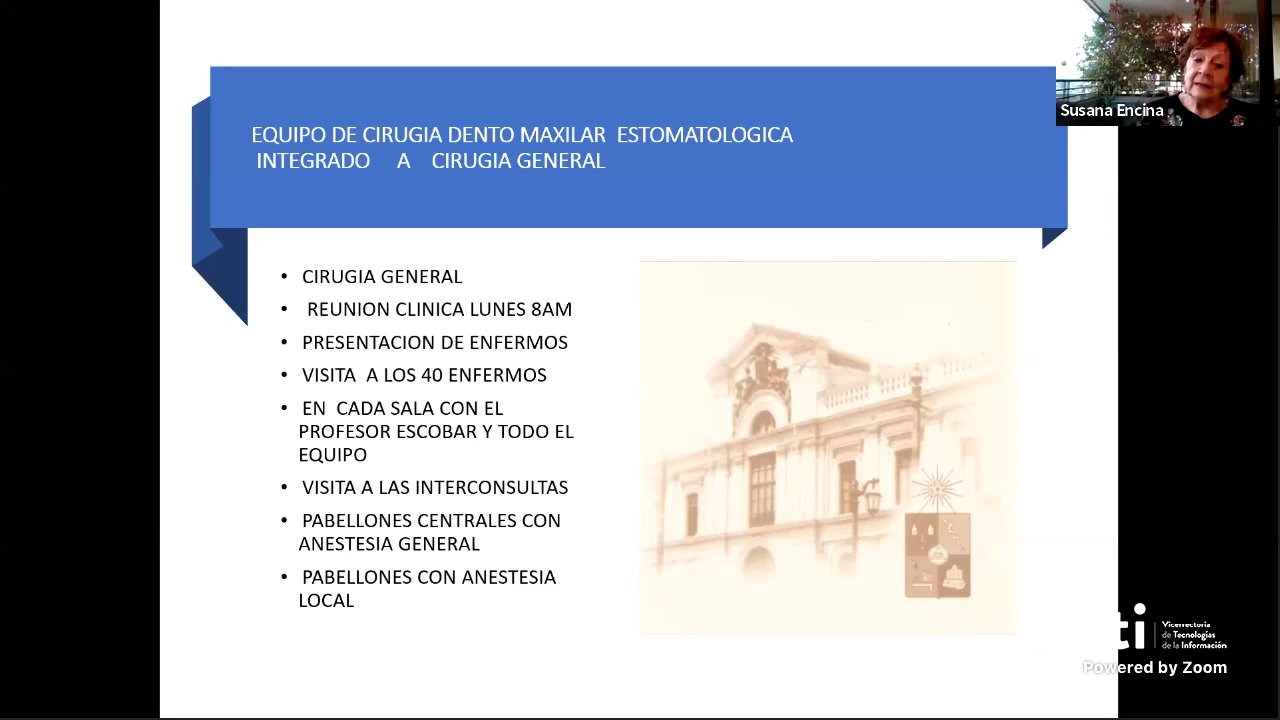 EQUIPO DE CIRUGIA DENTO MAXILAR ESTOMATOLOGICA
INTEGRADO A CIRUGIA GENERAL
Susana Encina
• CIRUGIA GENERAL
• REUNION CLINICA LUNES 8AM
• PRESENTACION DE ENFERMOS
• VISITA A LOS 40 ENFERMOS
• EN CADA SALA CON EL
PROFESOR ESCOBAR Y TODO EL
EQUIPO
• VISITA A LAS INTERCONSULTAS
• PABELLONES CENTRALES CON
ANESTESIA GENERAL
• PABELLONES CON ANESTESIA
LOCAL
ti
Vicerrectoría
de Tecnologías
de la Información
Powered by Zoom